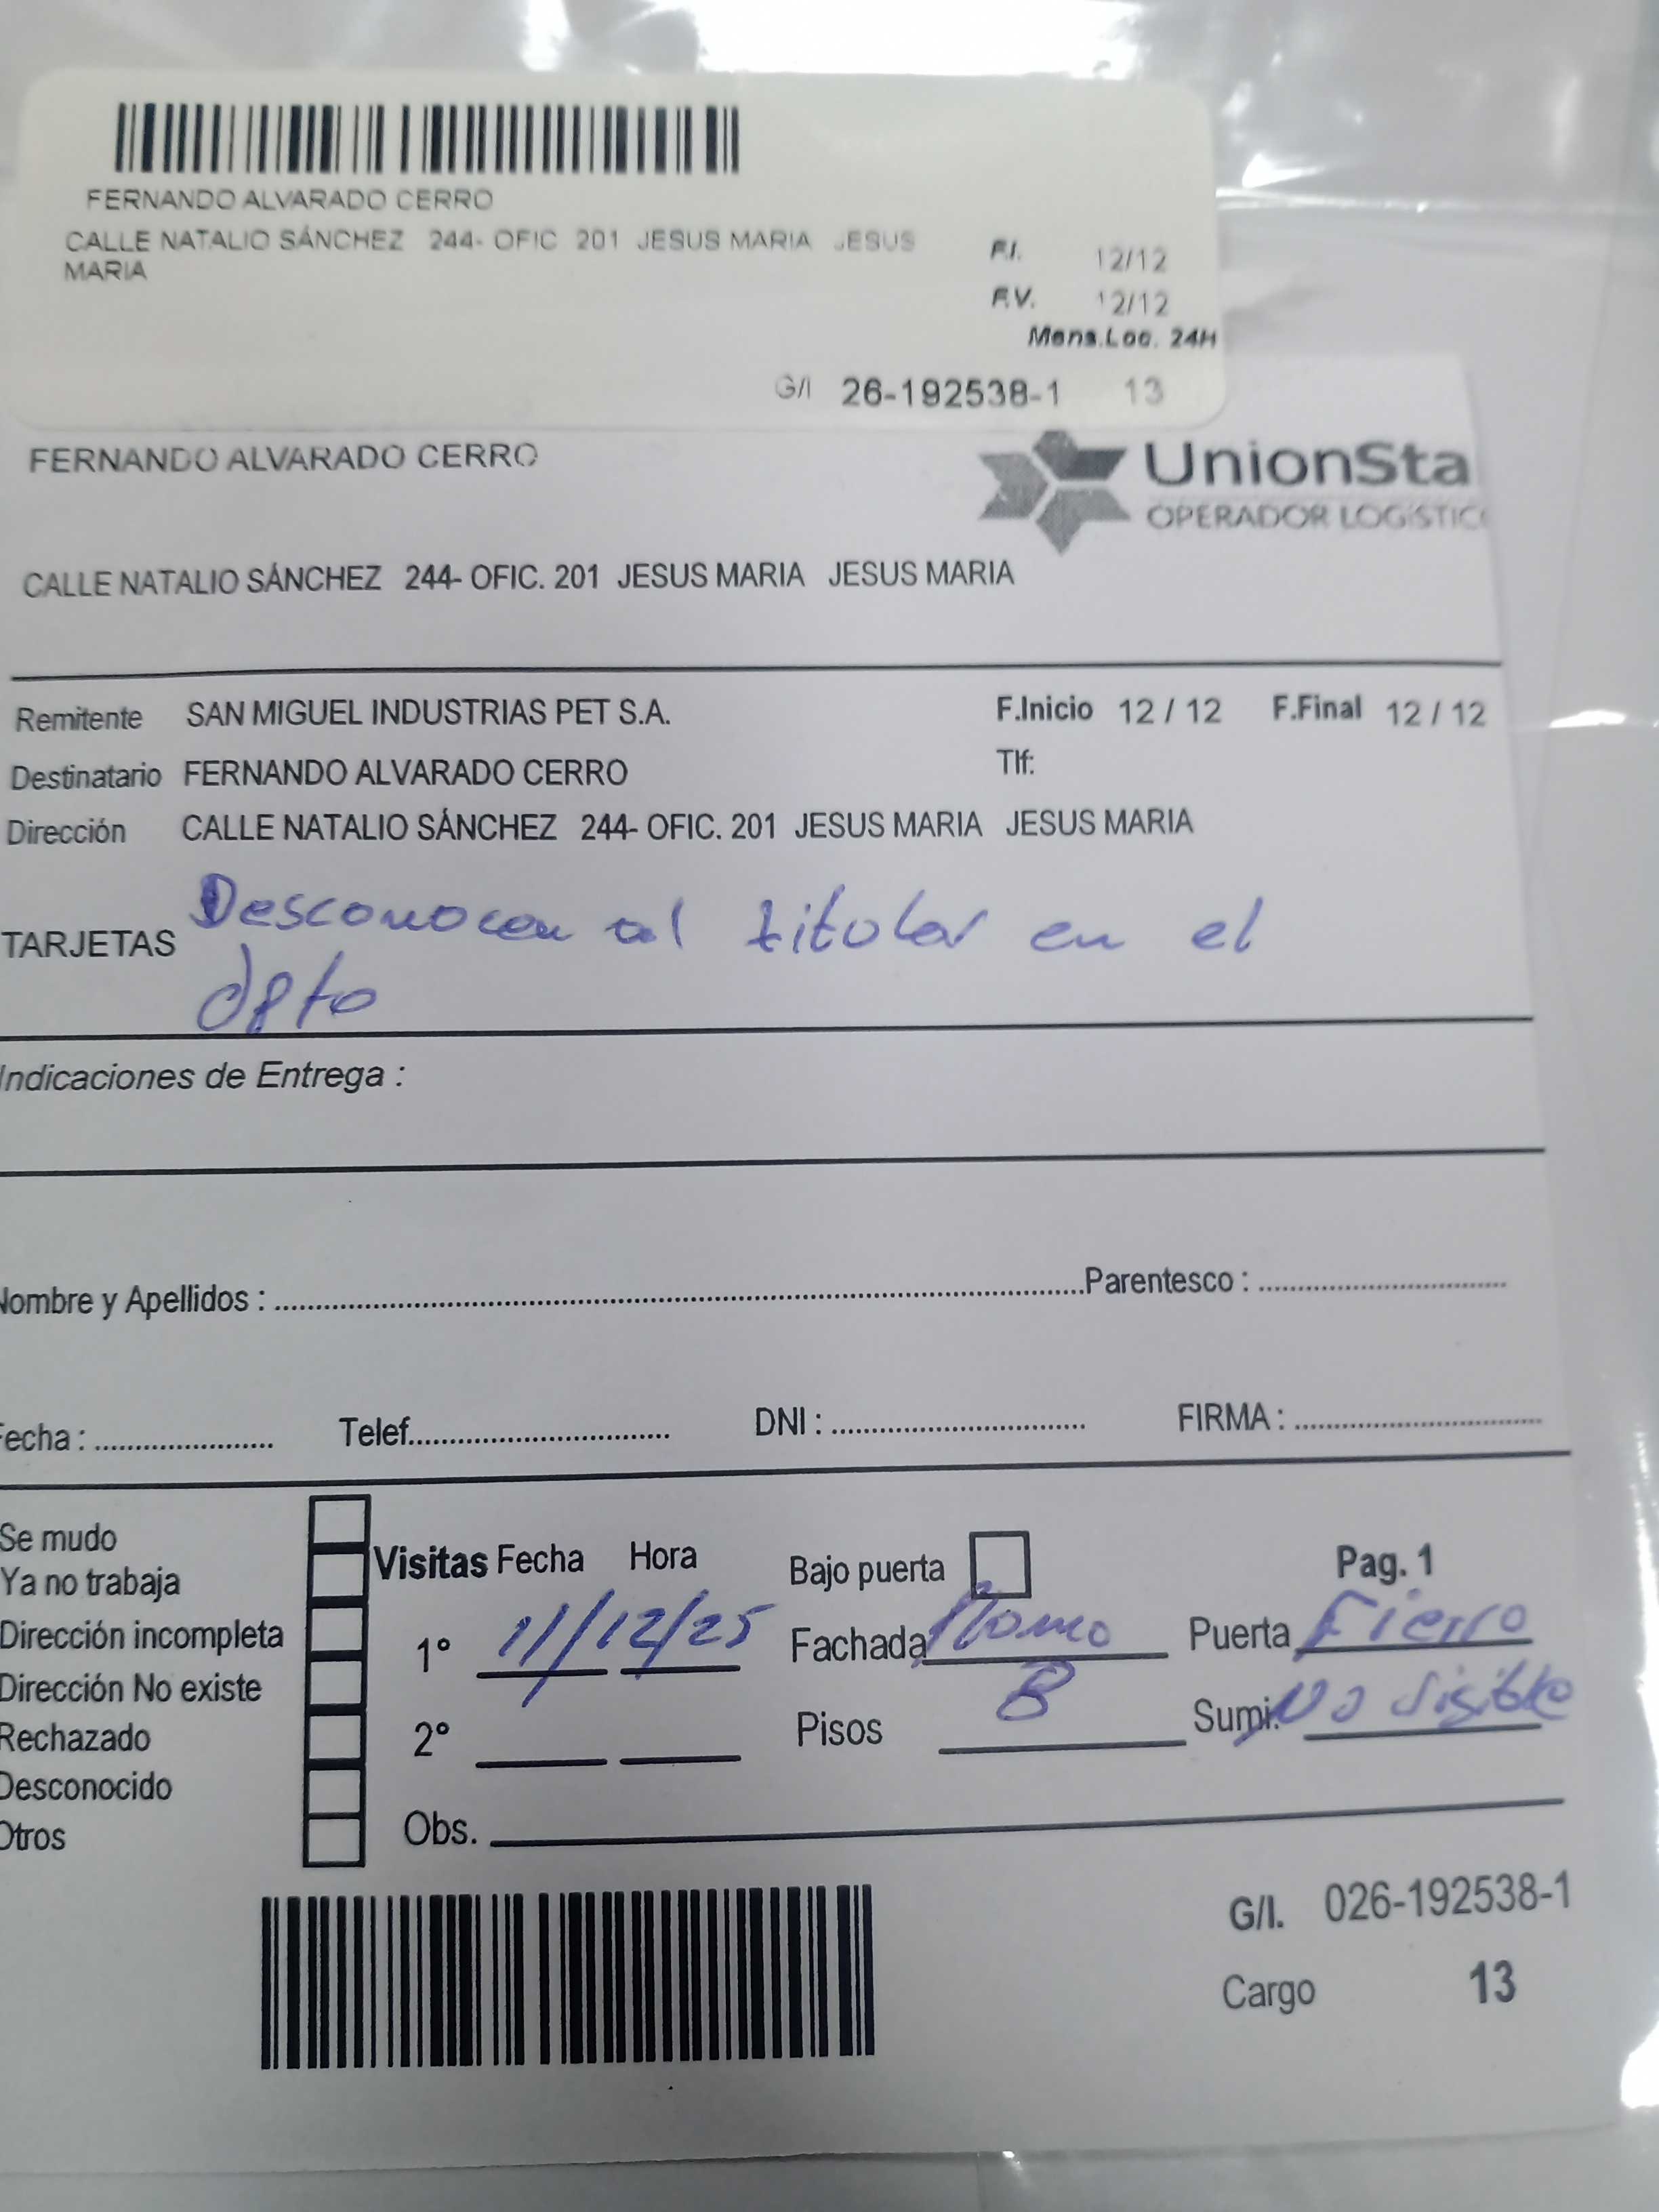 FERNANDO ALVARADO CERRO
CALLE NATALIO SÁNCHEZ 244- OFIC 201 JESUS MARIA JESUS
MARIA
F.I. 12/12
F.V. 12/12
Mens.Loc. 24H
G/I 26-192538-1 13
FERNANDO ALVARADO CERRO
UnionSta
OPERADOR LOGÍSTICO
CALLE NATALIO SÁNCHEZ 244- OFIC. 201 JESUS MARIA JESUS MARIA
Remitente SAN MIGUEL INDUSTRIAS PET S.A. F.Inicio 12 / 12 F.Final 12 / 12
Destinatario FERNANDO ALVARADO CERRO Tlf:
Dirección CALLE NATALIO SÁNCHEZ 244- OFIC. 201 JESUS MARIA JESUS MARIA
TARJETAS Desconocen al titular en el
dpto
Indicaciones de Entrega :
Nombre y Apellidos : Parentesco :
Fecha : Telef. DNI : FIRMA :
Se mudo
Ya no trabaja
Dirección incompleta
Dirección No existe
Rechazado
Desconocido
Otros
Visitas Fecha Hora Bajo puerta Pag. 1
1° 11/12/25 Fachada Puerta Fierro
2° Pisos 8 Sumi. No visible
Obs.
G/I. 026-192538-1
Cargo 13